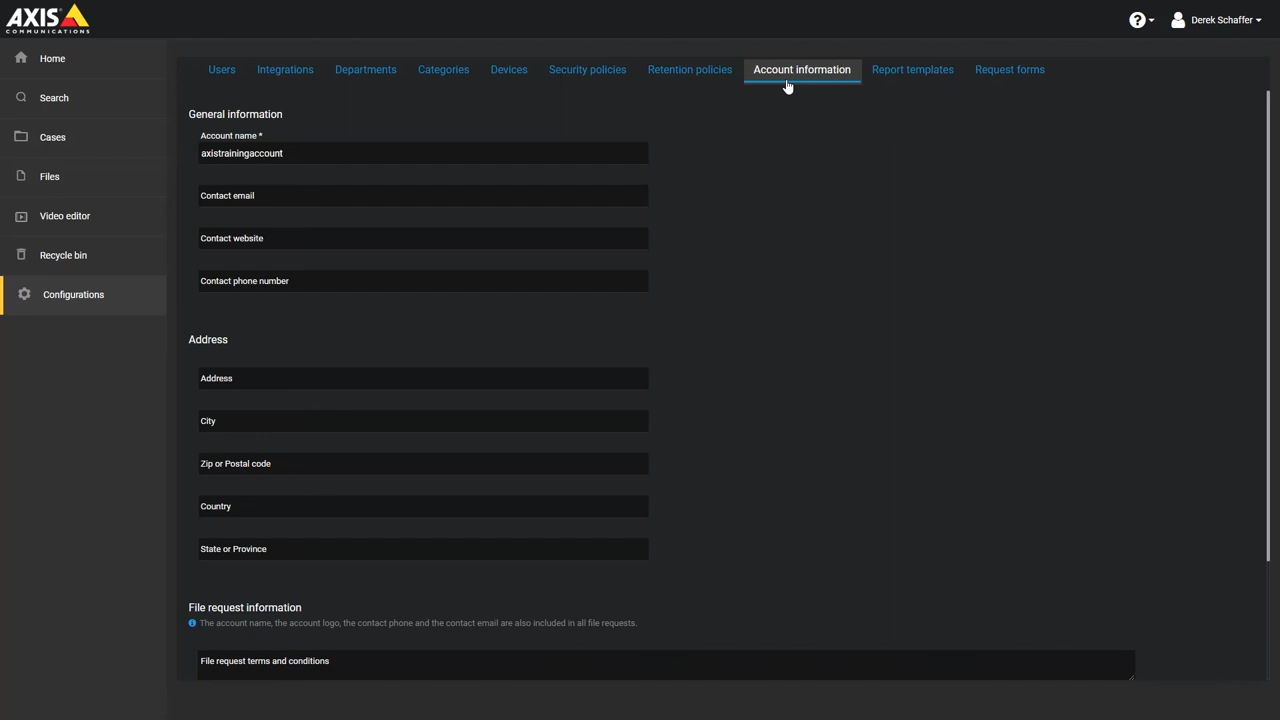 AXIS
COMMUNICATIONS
Derek Schaffer
Home
Search
Cases
Files
Video editor
Recycle bin
Configurations
Users
Integrations
Departments
Categories
Devices
Security policies
Retention policies
Account information
Report templates
Request forms
General information
Account name *
axistrainingaccount
Contact email
Contact website
Contact phone number
Address
Address
City
Zip or Postal code
Country
State or Province
File request information
The account name, the account logo, the contact phone and the contact email are also included in all file requests.
File request terms and conditions